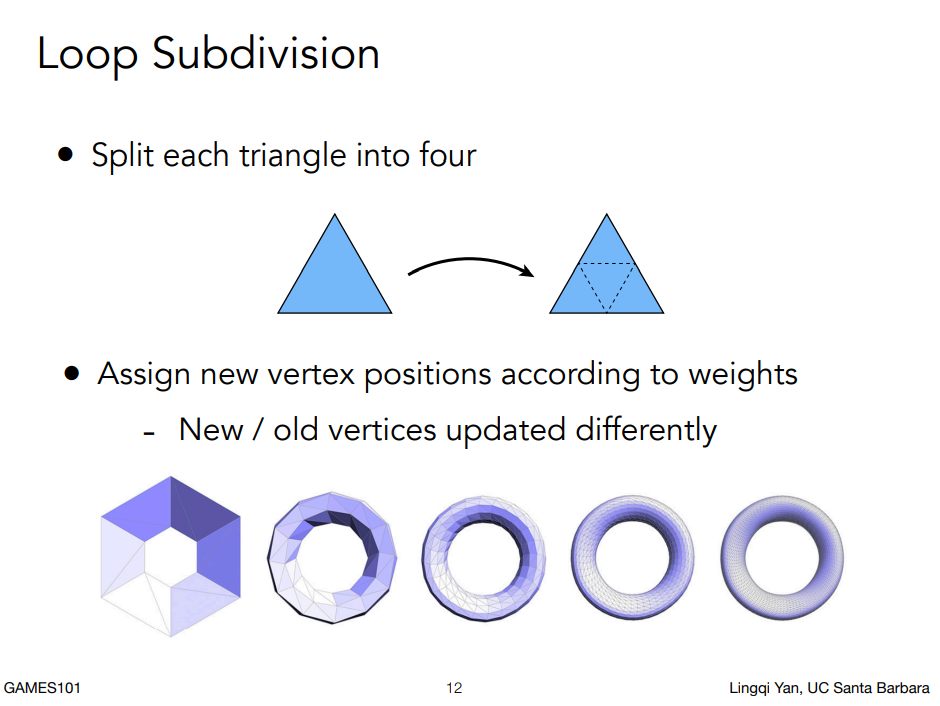 Loop Subdivision
• Split each triangle into four
• Assign new vertex positions according to weights
- New / old vertices updated differently
GAMES101
12
Lingqi Yan, UC Santa Barbara